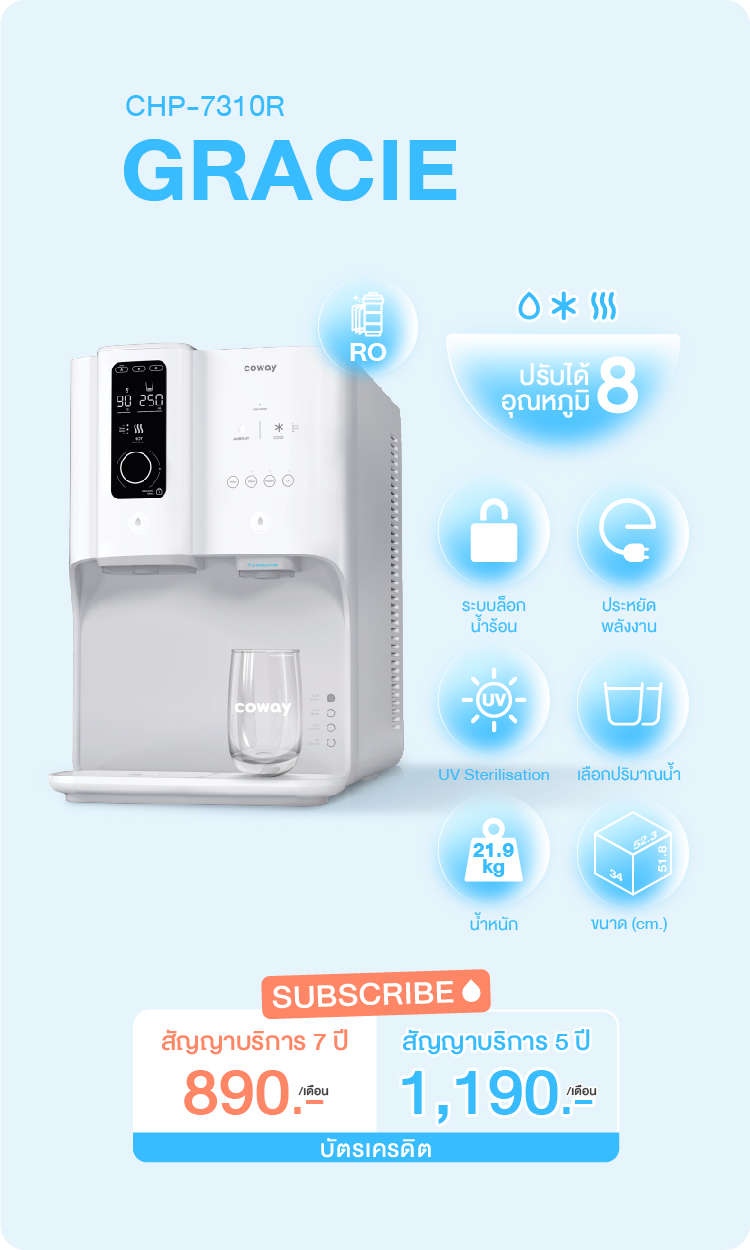 CHP-7310R
GRACIE
RO
ปรับได้
อุณหภูมิ 8
coway
90 250
HOT
AMBIENT
COLD
coway
ระบบล็อก
น้ำร้อน
ประหยัด
พลังงาน
UV
UV Sterilisation
เลือกปริมาณน้ำ
21.9
kg
น้ำหนัก
52.3
51.8
34
ขนาด (cm.)
SUBSCRIBE
สัญญาบริการ 7 ปี
890.- /เดือน
สัญญาบริการ 5 ปี
1,190.- /เดือน
บัตรเครดิต